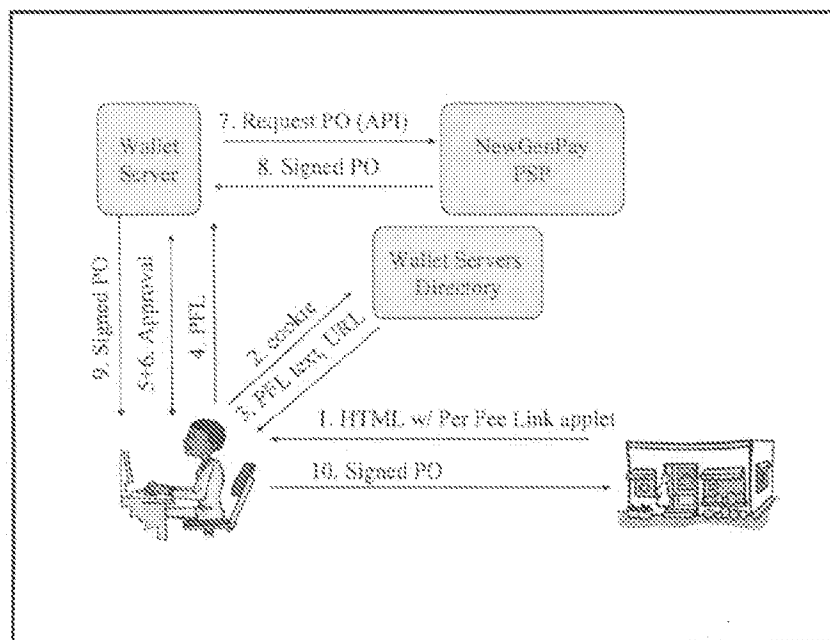 Wallet
Server
7. Request PO (API)
8. Signed PO
NewGenPay
PSP
Wallet Servers
Directory
9. Signed PO
5+6. Approval
4. PFL
2. cookie
3. PFL text, URL
1. HTML w/ Per Fee Link applet
10. Signed PO